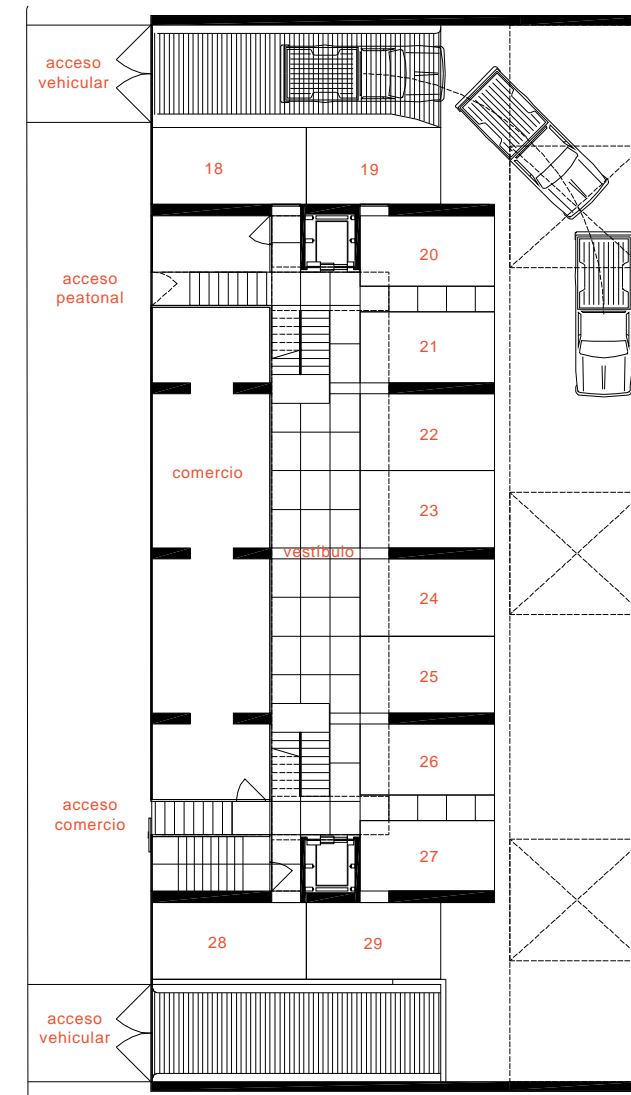 acceso
vehicular
18
19
20
acceso
peatonal
21
22
comercio
23
vestíbulo
24
25
26
acceso
comercio
27
28
29
acceso
vehicular